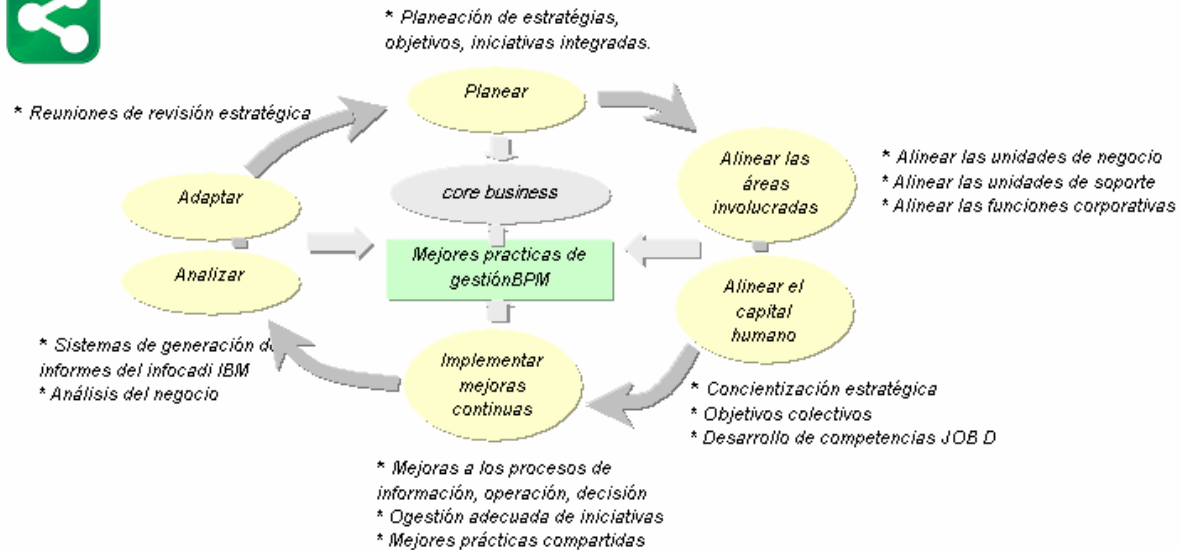 * Planeación de estratégias,
objetivos, iniciativas integradas.
Planear
* Reuniones de revisión estratégica
Alinear las
áreas
involucradas
* Alinear las unidades de negocio
* Alinear las unidades de soporte
* Alinear las funciones corporativas
Adaptar
core business
Mejores practicas de
gestiónBPM
Analizar
Alinear el
capital
humano
* Sistemas de generación de
informes del infocadi IBM
* Análisis del negocio
Implementar
mejoras
continuas
* Concientización estratégica
* Objetivos colectivos
* Desarrollo de competencias JOB D
* Mejoras a los procesos de
información, operación, decisión
* Ogestión adecuada de iniciativas
* Mejores prácticas compartidas